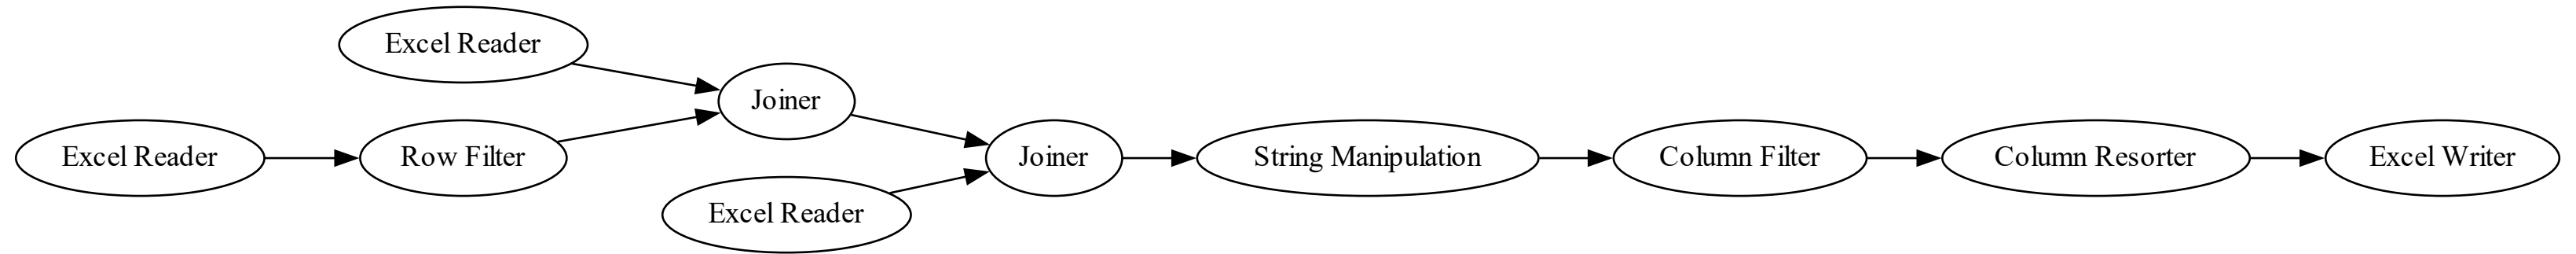 Excel Reader
Excel Reader
Row Filter
Joiner
Excel Reader
Joiner
String Manipulation
Column Filter
Column Resorter
Excel Writer